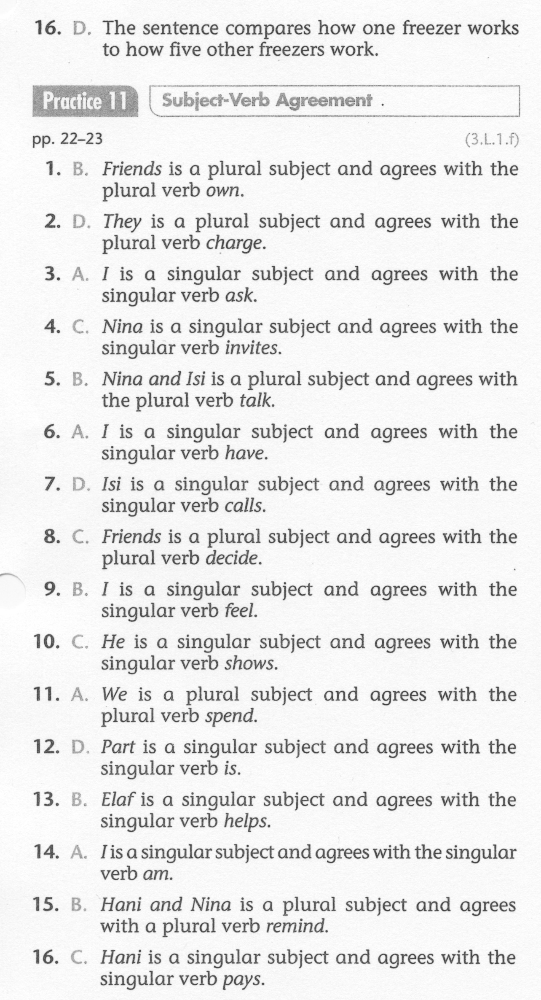 16. D. The sentence compares how one freezer works
to how five other freezers work.
Practice 11 Subject-Verb Agreement
pp. 22–23 (3.L.1.f)
1. B. Friends is a plural subject and agrees with the
plural verb own.
2. D. They is a plural subject and agrees with the
plural verb charge.
3. A. I is a singular subject and agrees with the
singular verb ask.
4. C. Nina is a singular subject and agrees with the
singular verb invites.
5. B. Nina and Isi is a plural subject and agrees with
the plural verb talk.
6. A. I is a singular subject and agrees with the
singular verb have.
7. D. Isi is a singular subject and agrees with the
singular verb calls.
8. C. Friends is a plural subject and agrees with the
plural verb decide.
9. B. I is a singular subject and agrees with the
singular verb feel.
10. C. He is a singular subject and agrees with the
singular verb shows.
11. A. We is a plural subject and agrees with the
plural verb spend.
12. D. Part is a singular subject and agrees with the
singular verb is.
13. B. Elaf is a singular subject and agrees with the
singular verb helps.
14. A. I is a singular subject and agrees with the singular
verb am.
15. B. Hani and Nina is a plural subject and agrees
with a plural verb remind.
16. C. Hani is a singular subject and agrees with the
singular verb pays.